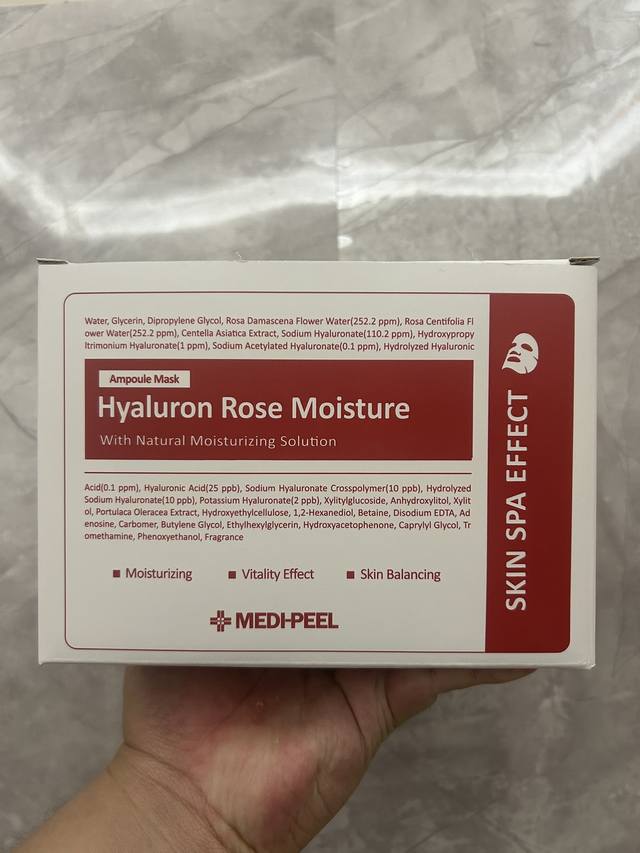 Water, Glycerin, Dipropylene Glycol, Rosa Damascena Flower Water(252.2 ppm), Rosa Centifolia Fl
ower Water(252.2 ppm), Centella Asiatica Extract, Sodium Hyaluronate(110.2 ppm), Hydroxypropy
ltrimonium Hyaluronate(1 ppm), Sodium Acetylated Hyaluronate(0.1 ppm), Hydrolyzed Hyaluronic
Ampoule Mask
Hyaluron Rose Moisture
With Natural Moisturizing Solution
Acid(0.1 ppm), Hyaluronic Acid(25 ppb), Sodium Hyaluronate Crosspolymer(10 ppb), Hydrolyzed
Sodium Hyaluronate(10 ppb), Potassium Hyaluronate(2 ppb), Xylitylglucoside, Anhydroxylitol, Xylit
ol, Portulaca Oleracea Extract, Hydroxyethylcellulose, 1,2-Hexanediol, Betaine, Disodium EDTA, Ad
enosine, Carbomer, Butylene Glycol, Ethylhexylglycerin, Hydroxyacetophenone, Caprylyl Glycol, Tr
omethamine, Phenoxyethanol, Fragrance
■ Moisturizing ■ Vitality Effect ■ Skin Balancing
MEDI-PEEL
SKIN SPA EFFECT